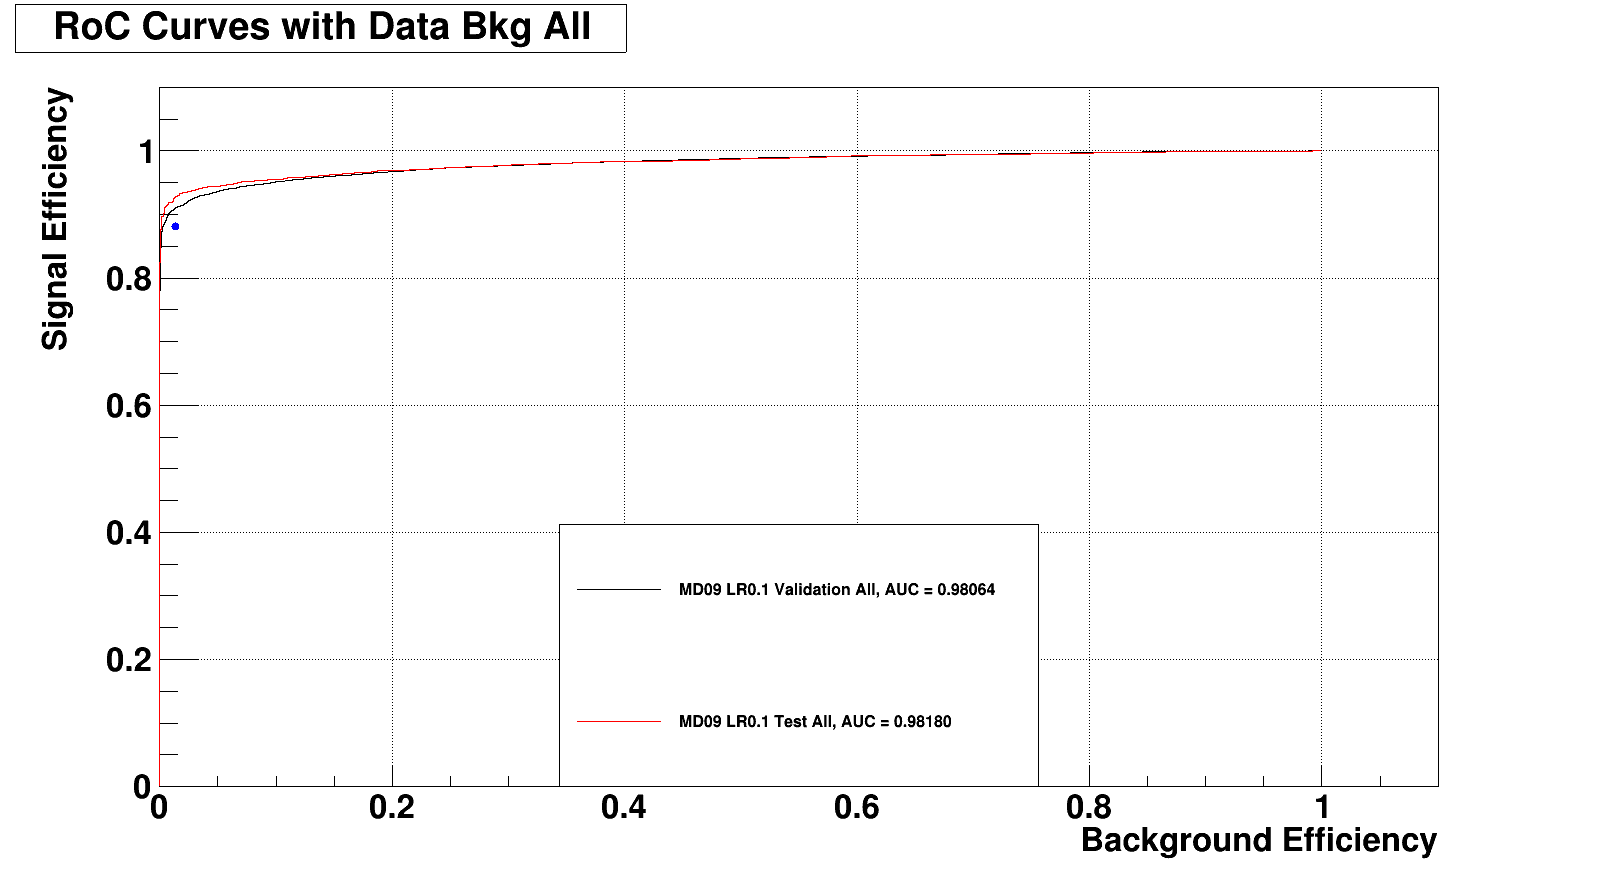 RoC Curves with Data Bkg All
Signal Efficiency
1
0.8
0.6
0.4
0.2
0
MD09 LR0.1 Validation All, AUC = 0.98064
MD09 LR0.1 Test All, AUC = 0.98180
0 0.2 0.4 0.6 0.8 1
Background Efficiency